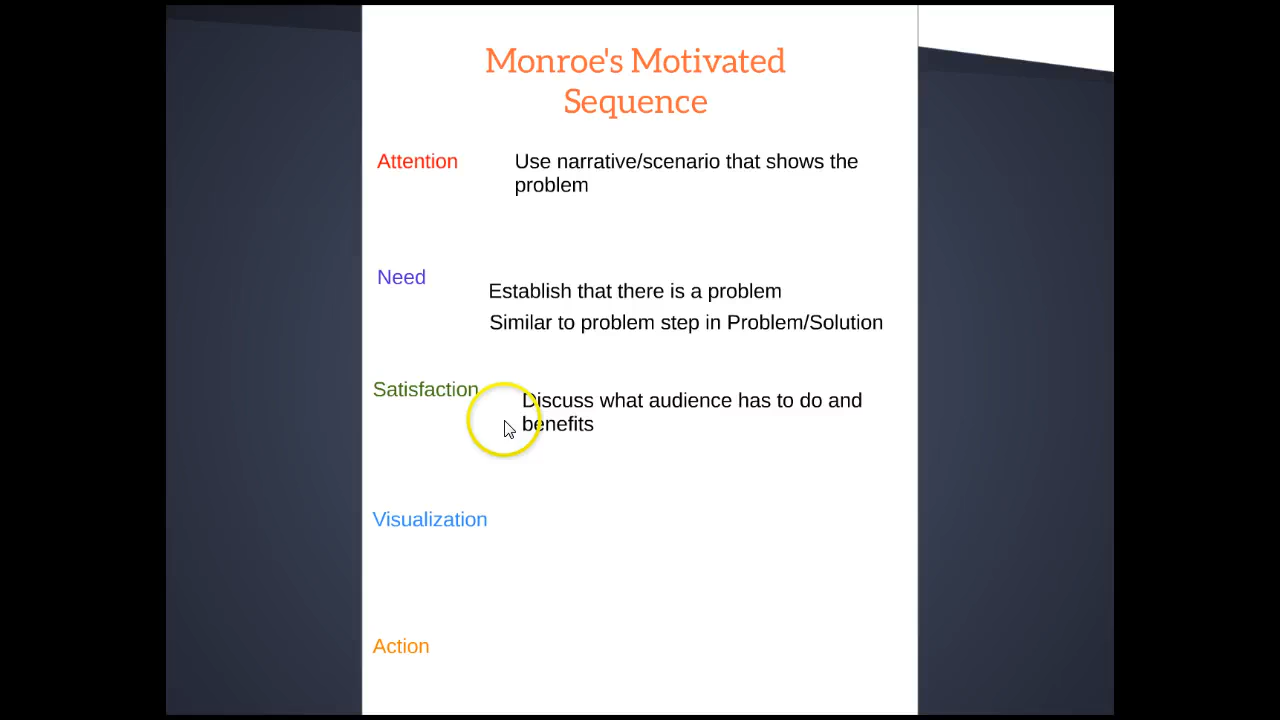 Monroe's Motivated
Sequence
Attention
Use narrative/scenario that shows the
problem
Need
Establish that there is a problem
Similar to problem step in Problem/Solution
Satisfaction
Discuss what audience has to do and
benefits
Visualization
Action